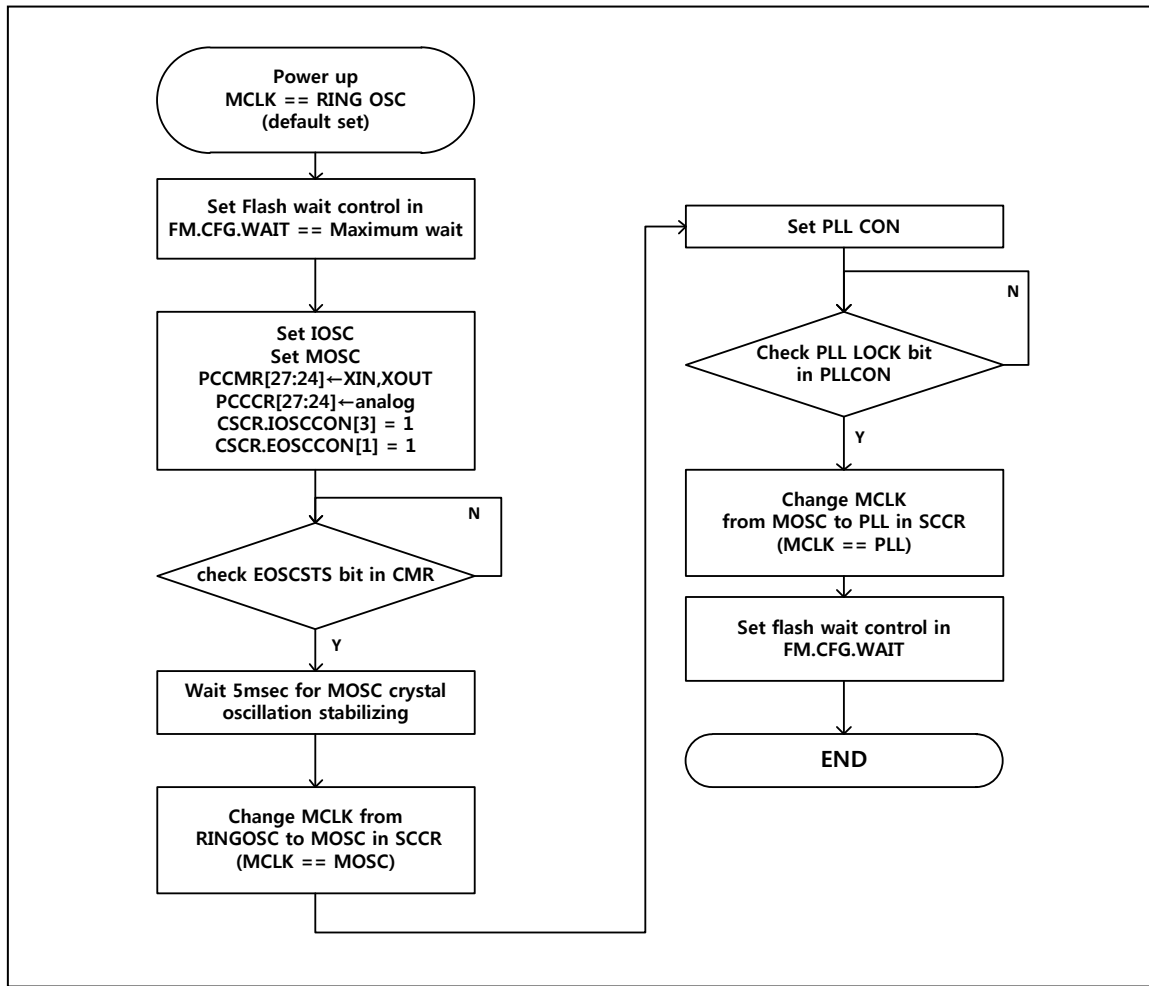 Power up
MCLK == RING OSC
(default set)
Set Flash wait control in
FM.CFG.WAIT == Maximum wait
Set IOSC
Set MOSC
PCCMR[27:24]←XIN,XOUT
PCCCR[27:24]←analog
CSCR.IOSCCON[3] = 1
CSCR.EOSCCON[1] = 1
N
check EOSCSTS bit in CMR
Y
Wait 5msec for MOSC crystal
oscillation stabilizing
Change MCLK from
RINGOSC to MOSC in SCCR
(MCLK == MOSC)
Set PLL CON
N
Check PLL LOCK bit
in PLLCON
Y
Change MCLK
from MOSC to PLL in SCCR
(MCLK == PLL)
Set flash wait control in
FM.CFG.WAIT
END